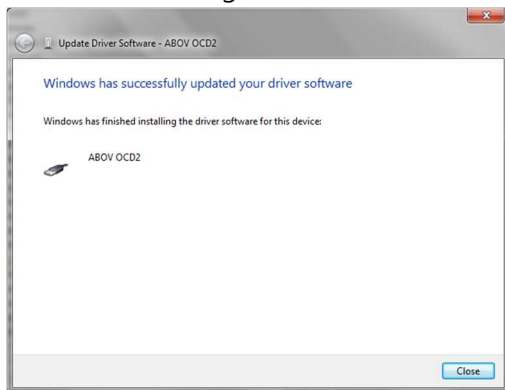 Update Driver Software - ABOV OCD2
Windows has successfully updated your driver software
Windows has finished installing the driver software for this device:
ABOV OCD2
Close